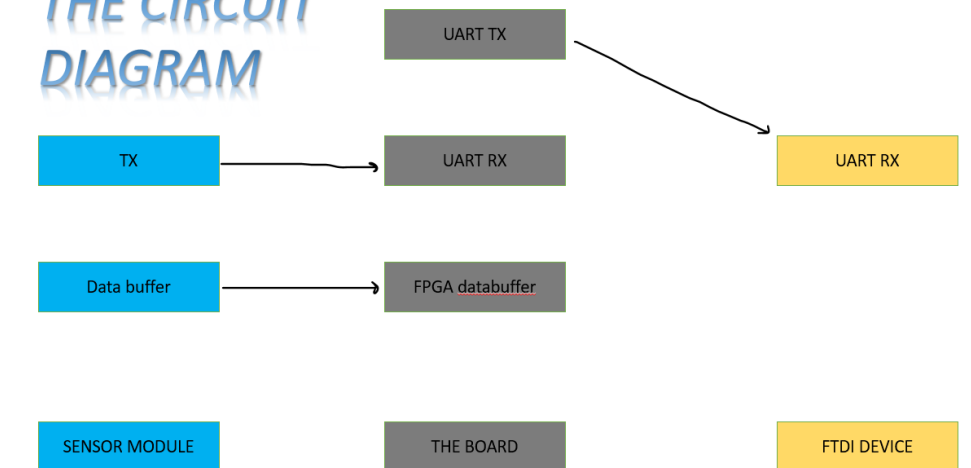 THE CIRCUIT
DIAGRAM
UART TX
TX
UART RX
UART RX
Data buffer
FPGA databuffer
SENSOR MODULE
THE BOARD
FTDI DEVICE